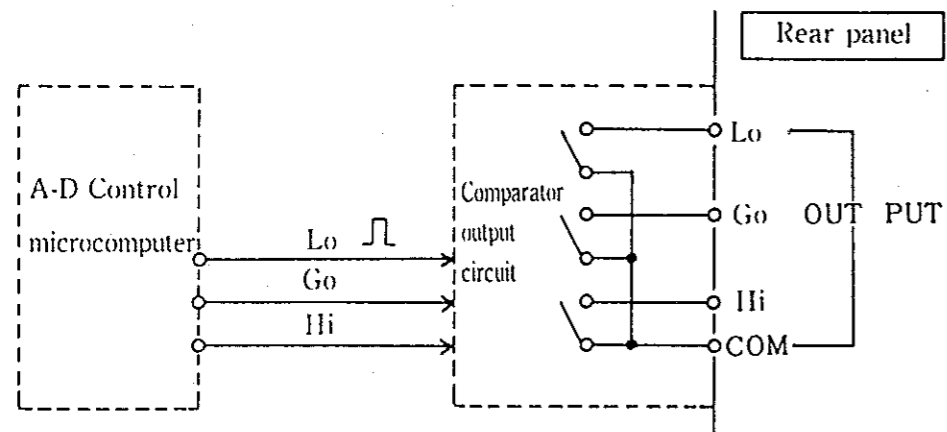 Rear panel
Lo
A-D Control
microcomputer
Comparator
output
circuit
Lo
Go
Hi
Go
OUT PUT
Hi
COM